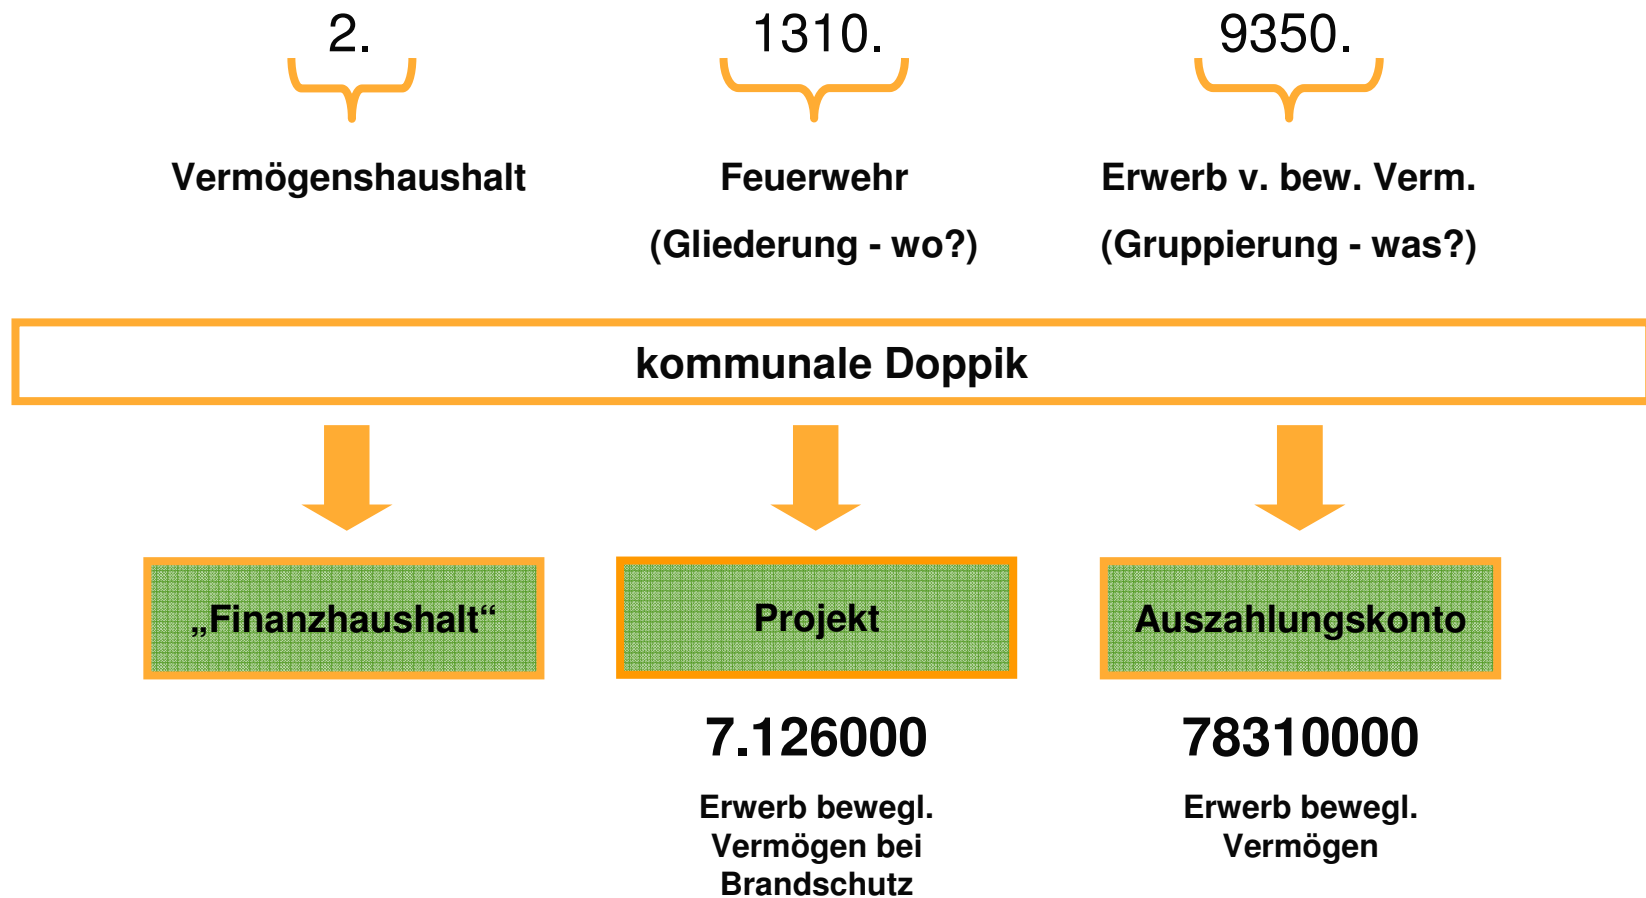 2. 1310. 9350.
Vermögenshaushalt Feuerwehr Erwerb v. bew. Verm.
(Gliederung - wo?) (Gruppierung - was?)
kommunale Doppik
„Finanzhaushalt“ Projekt Auszahlungskonto
7.126000 78310000
Erwerb bewegl. Erwerb bewegl.
Vermögen bei Vermögen
Brandschutz